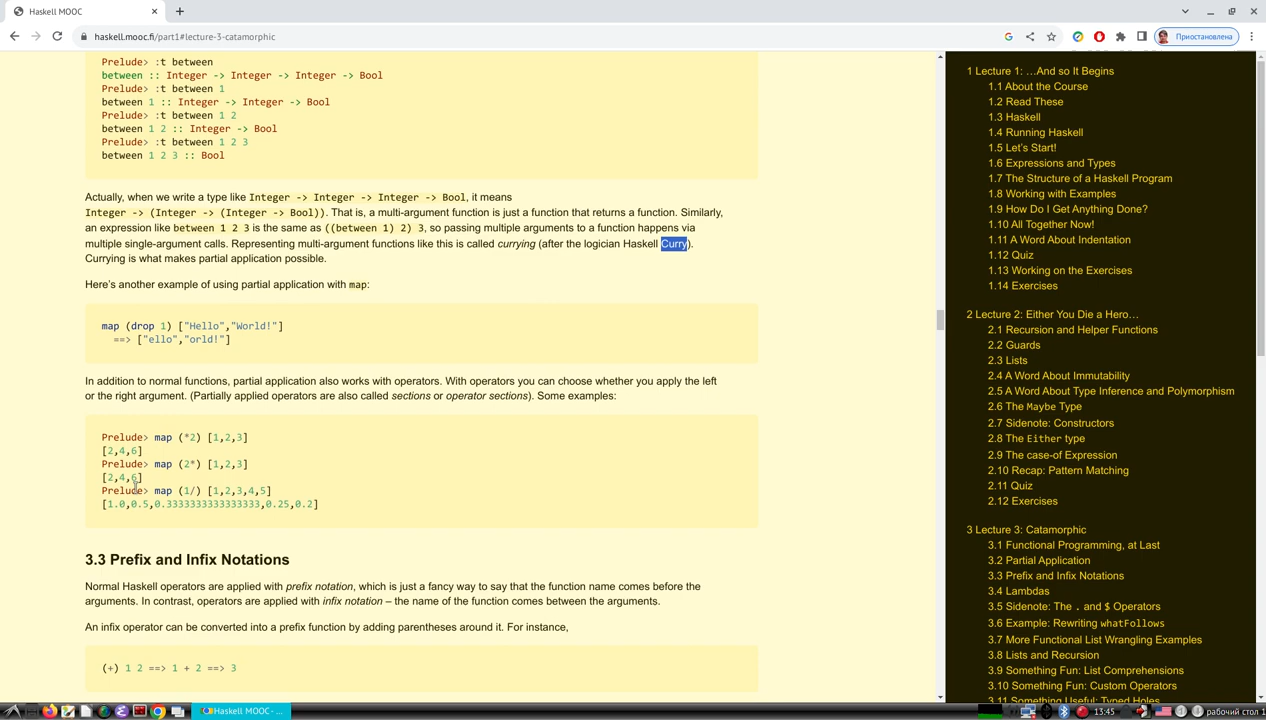 Haskell MOOC
haskell.mooc.fi/part1#lecture-3-catamorphic
Приостановлена
Prelude> :t between
between :: Integer -> Integer -> Integer -> Bool
Prelude> :t between 1
between 1 :: Integer -> Integer -> Bool
Prelude> :t between 1 2
between 1 2 :: Integer -> Bool
Prelude> :t between 1 2 3
between 1 2 3 :: Bool
Actually, when we write a type like Integer -> Integer -> Integer -> Bool, it means
Integer -> (Integer -> (Integer -> Bool)). That is, a multi-argument function is just a function that returns a function. Similarly,
an expression like between 1 2 3 is the same as ((between 1) 2) 3, so passing multiple arguments to a function happens via
multiple single-argument calls. Representing multi-argument functions like this is called currying (after the logician Haskell Curry).
Currying is what makes partial application possible.
Here's another example of using partial application with map:
map (drop 1) ["Hello","World!"]
==> ["ello","orld!"]
In addition to normal functions, partial application also works with operators. With operators you can choose whether you apply the left
or the right argument. (Partially applied operators are also called sections or operator sections). Some examples:
Prelude> map (*2) [1,2,3]
[2,4,6]
Prelude> map (2*) [1,2,3]
[2,4,6]
Prelude> map (1/) [1,2,3,4,5]
[1.0,0.5,0.3333333333333333,0.25,0.2]
3.3 Prefix and Infix Notations
Normal Haskell operators are applied with prefix notation, which is just a fancy way to say that the function name comes before the
arguments. In contrast, operators are applied with infix notation – the name of the function comes between the arguments.
An infix operator can be converted into a prefix function by adding parentheses around it. For instance,
(+) 1 2 ==> 1 + 2 ==> 3
1 Lecture 1: …And so It Begins
1.1 About the Course
1.2 Read These
1.3 Haskell
1.4 Running Haskell
1.5 Let's Start!
1.6 Expressions and Types
1.7 The Structure of a Haskell Program
1.8 Working with Examples
1.9 How Do I Get Anything Done?
1.10 All Together Now!
1.11 A Word About Indentation
1.12 Quiz
1.13 Working on the Exercises
1.14 Exercises
2 Lecture 2: Either You Die a Hero…
2.1 Recursion and Helper Functions
2.2 Guards
2.3 Lists
2.4 A Word About Immutability
2.5 A Word About Type Inference and Polymorphism
2.6 The Maybe Type
2.7 Sidenote: Constructors
2.8 The Either type
2.9 The case-of Expression
2.10 Recap: Pattern Matching
2.11 Quiz
2.12 Exercises
3 Lecture 3: Catamorphic
3.1 Functional Programming, at Last
3.2 Partial Application
3.3 Prefix and Infix Notations
3.4 Lambdas
3.5 Sidenote: The . and $ Operators
3.6 Example: Rewriting whatFollows
3.7 More Functional List Wrangling Examples
3.8 Lists and Recursion
3.9 Something Fun: List Comprehensions
3.10 Something Fun: Custom Operators
3.11 Something Useful: Typed Holes
Haskell MOOC - ...
13:45
рабочий стол 1